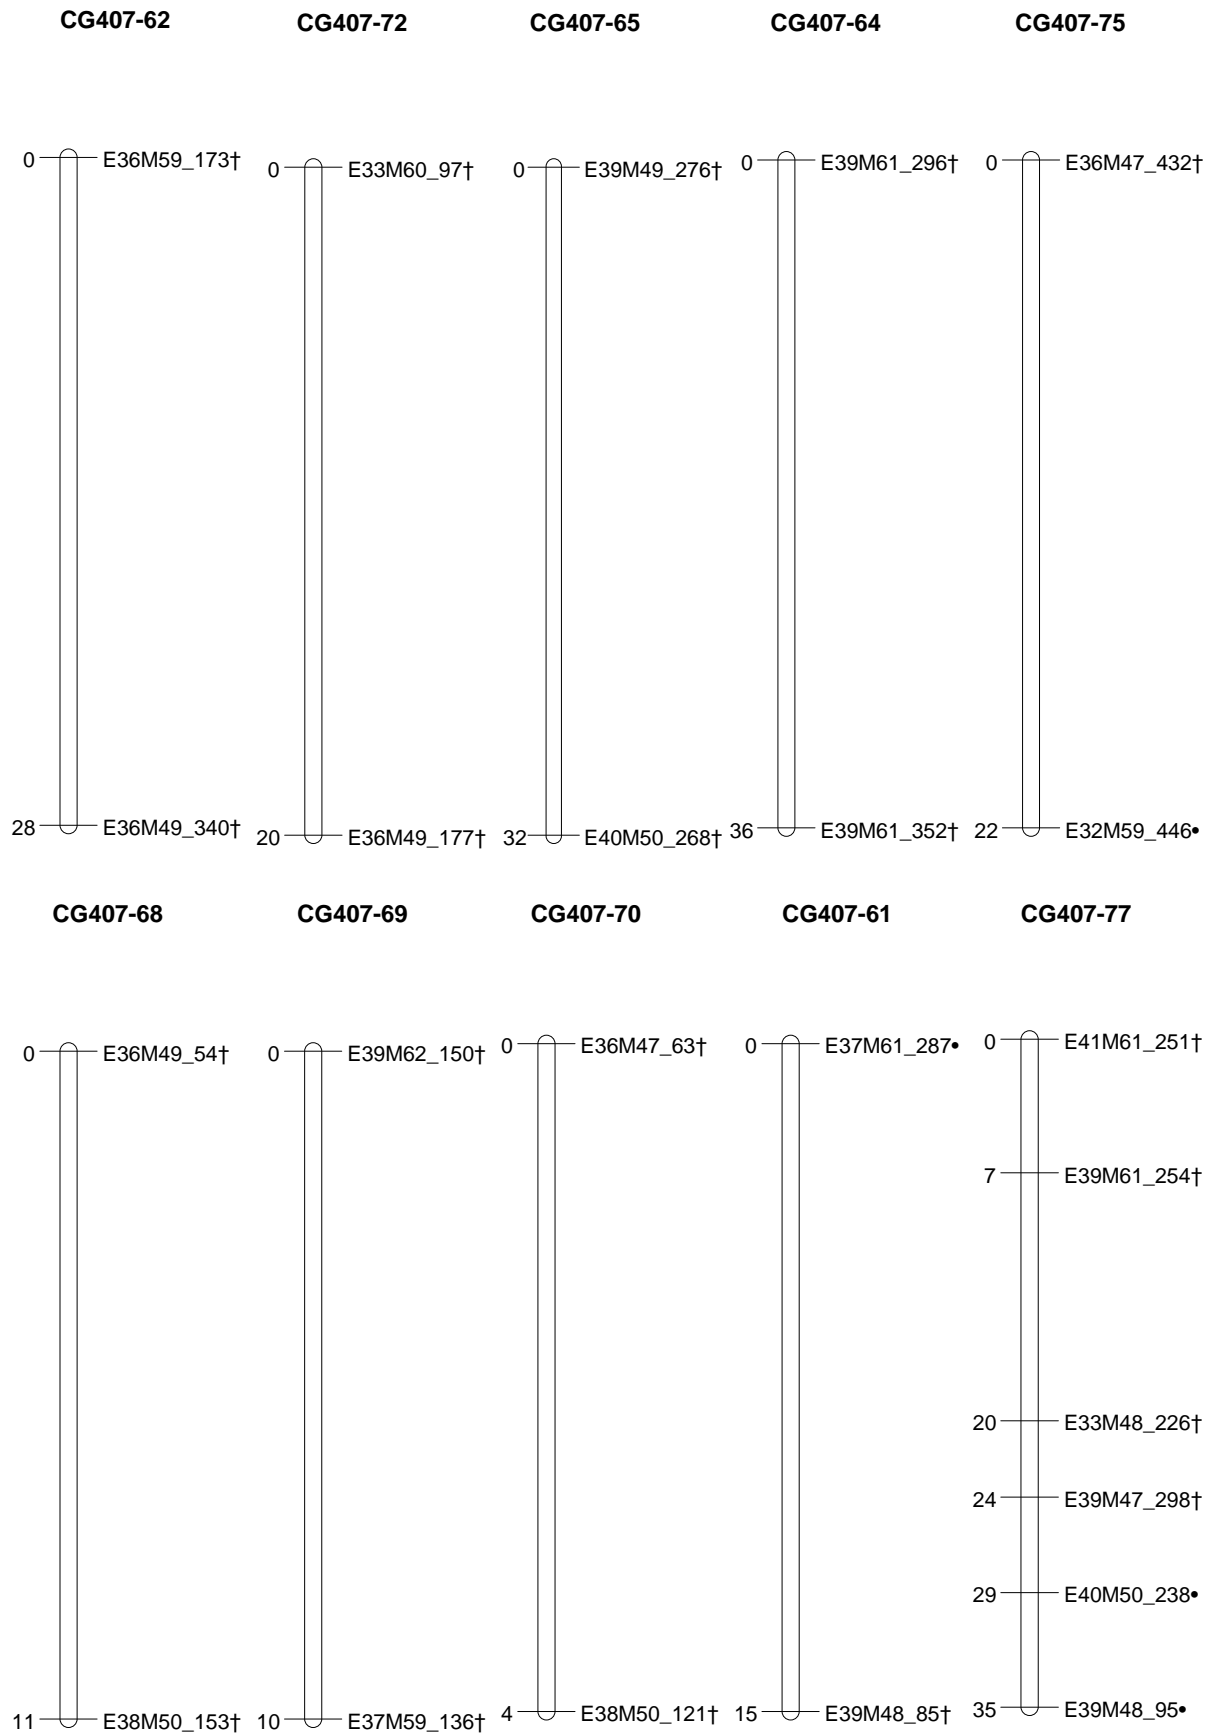 CG407-62 CG407-72 CG407-65 CG407-64 CG407-75
0 E36M59_173† 0 E33M60_97† 0 E39M49_276† 0 E39M61_296† 0 E36M47_432†
28 E36M49_340† 20 E36M49_177† 32 E40M50_268† 36 E39M61_352† 22 E32M59_446•
CG407-68 CG407-69 CG407-70 CG407-61 CG407-77
0 E36M49_54† 0 E39M62_150† 0 E36M47_63† 0 E37M61_287• 0 E41M61_251†
7 E39M61_254†
20 E33M48_226†
24 E39M47_298†
29 E40M50_238•
11 E38M50_153† 10 E37M59_136† 4 E38M50_121† 15 E39M48_85† 35 E39M48_95•